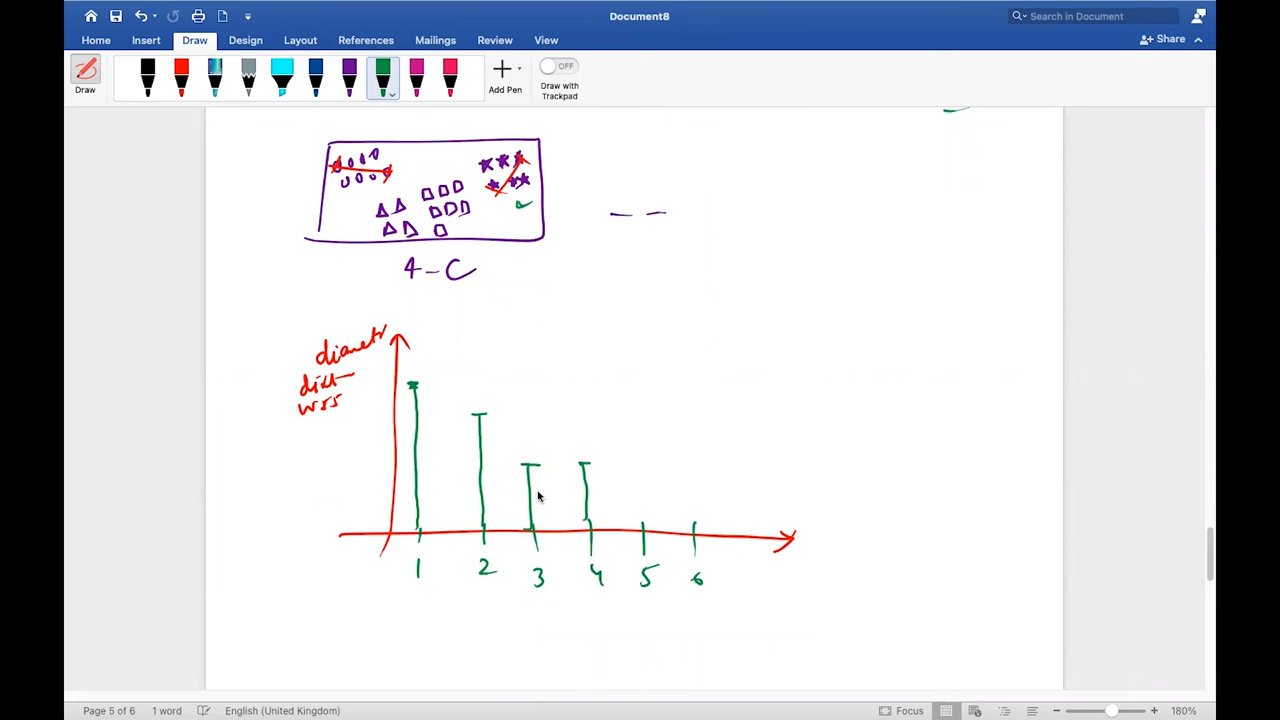 Document8
Search in Document
Home Insert Draw Design Layout References Mailings Review View
Share
Draw
Add Pen
OFF
Draw with
Trackpad
4-C
WSS
1 2 3 4 5 6
Page 5 of 6 1 word English (United Kingdom)
Focus
180%